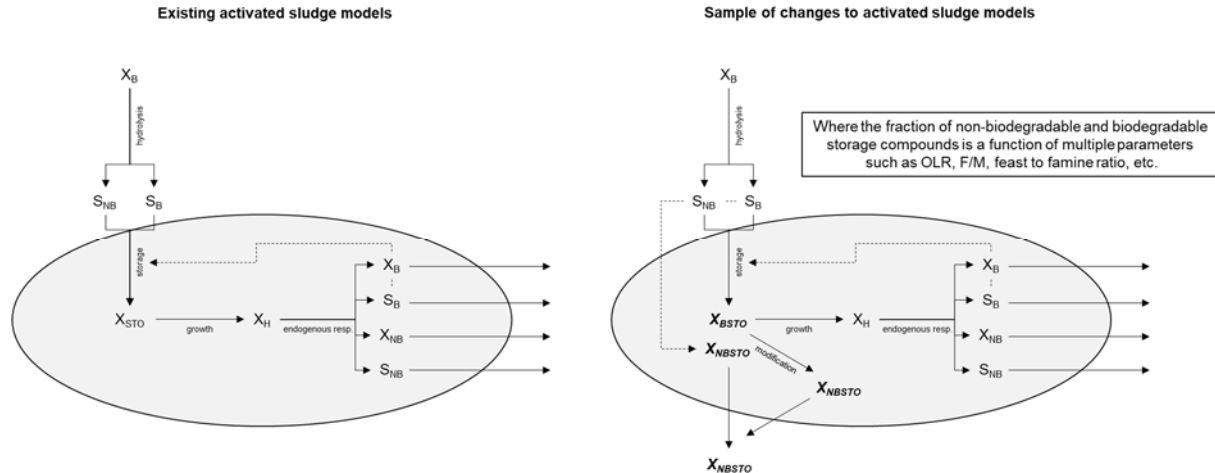 Existing activated sludge models
X_B
hydrolysis
S_NB S_B
storage
X_B
S_B
X_STO
growth
X_H
endogenous resp.
X_NB
S_NB
Sample of changes to activated sludge models
X_B
hydrolysis
Where the fraction of non-biodegradable and biodegradable
storage compounds is a function of multiple parameters
such as OLR, F/M, feast to famine ratio, etc.
S_NB S_B
storage
X_B
S_B
X_BSTO
growth
X_H
endogenous resp.
X_NB
S_NB
X_NBSTO
modification
X_NBSTO
X_NBSTO